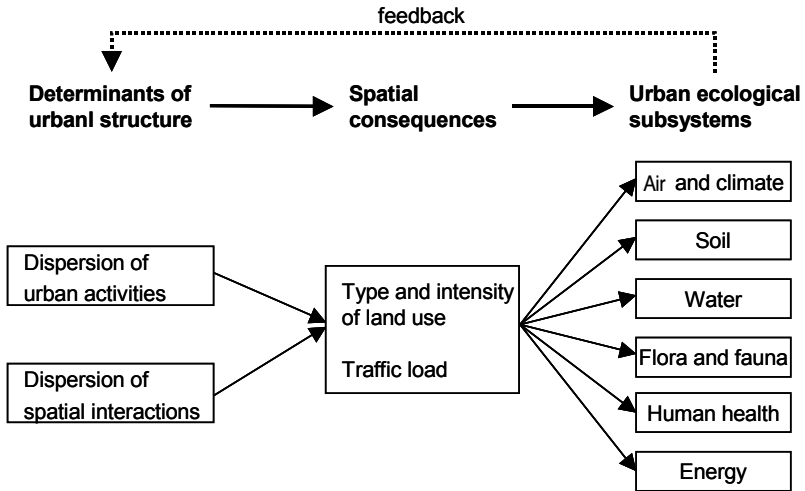 feedback
Determants of
urbanl structure
Spatial
consequences
Urban ecological
subsystems
Dispersion of
urban activities
Dispersion of
spatial interactions
Type and intensity
of land use
Traffic load
Air and climate
Soil
Water
Flora and fauna
Human health
Energy